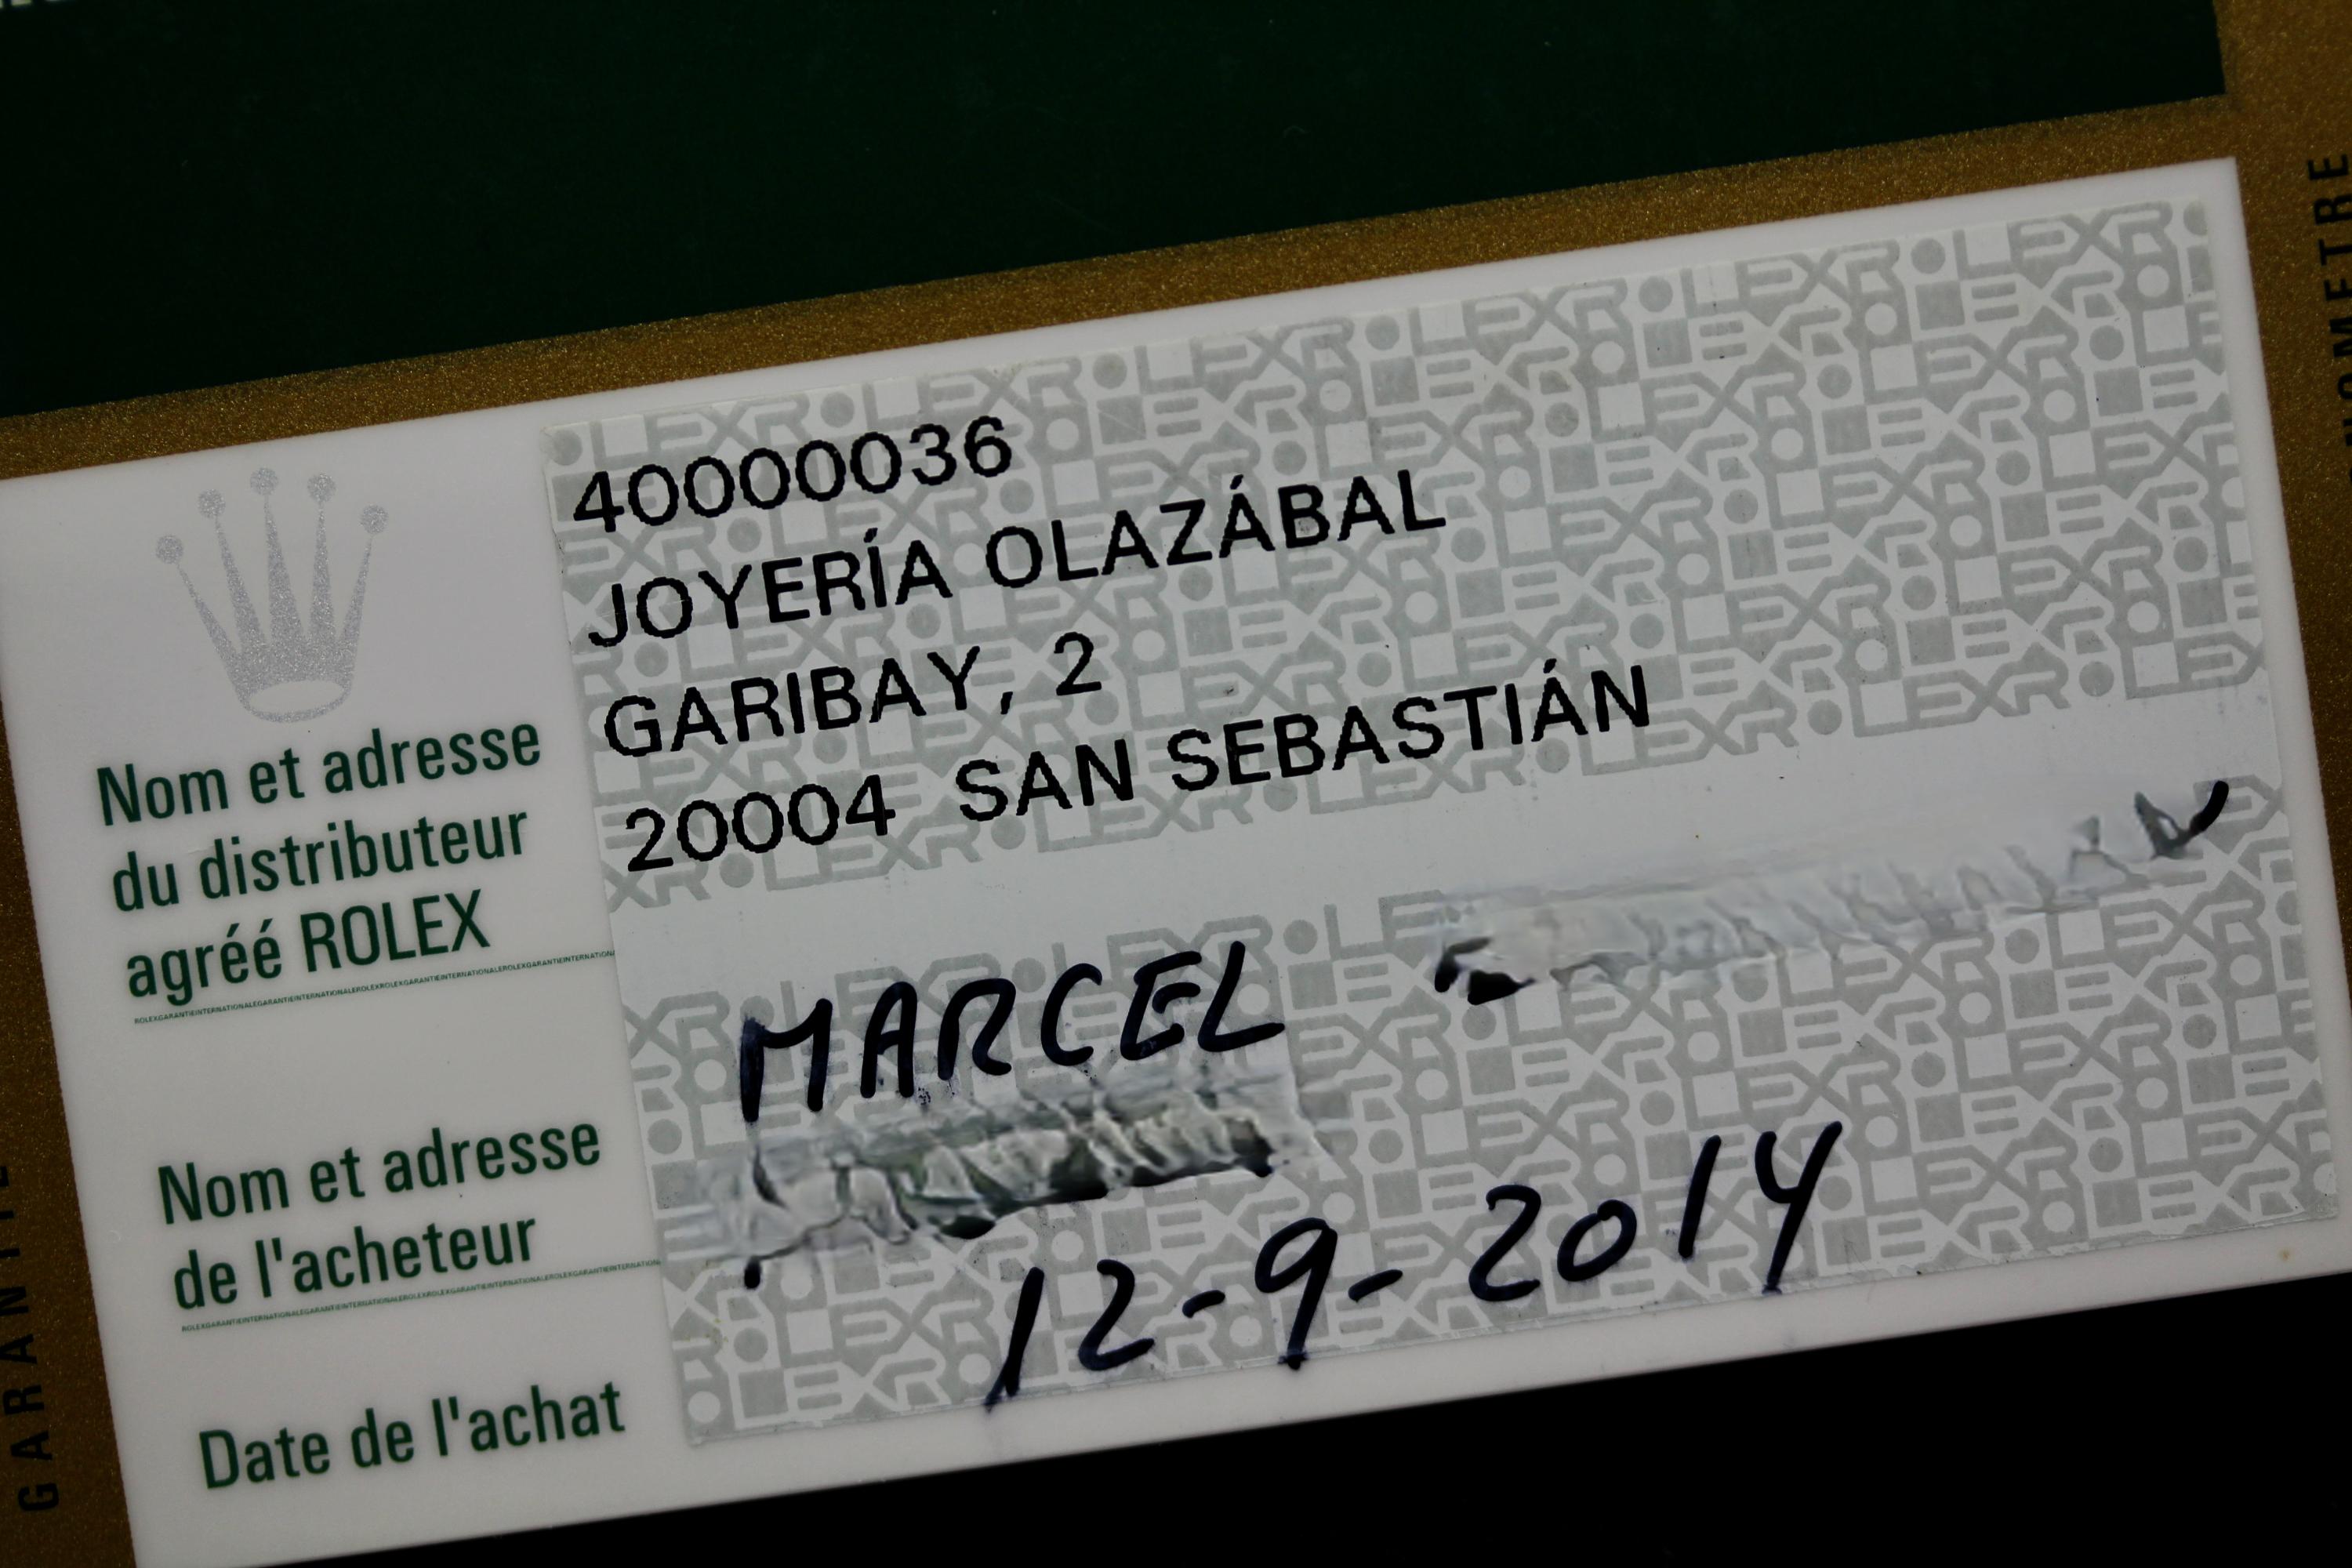 40000036
JOYERÍA OLAZÁBAL
GARIBAY, 2
20004 SAN SEBASTIÁN
Nom et adresse
du distributeur
agréé ROLEX
MARCEL
Nom et adresse
de l'acheteur
12-9-2014
Date de l'achat
GARANTIE